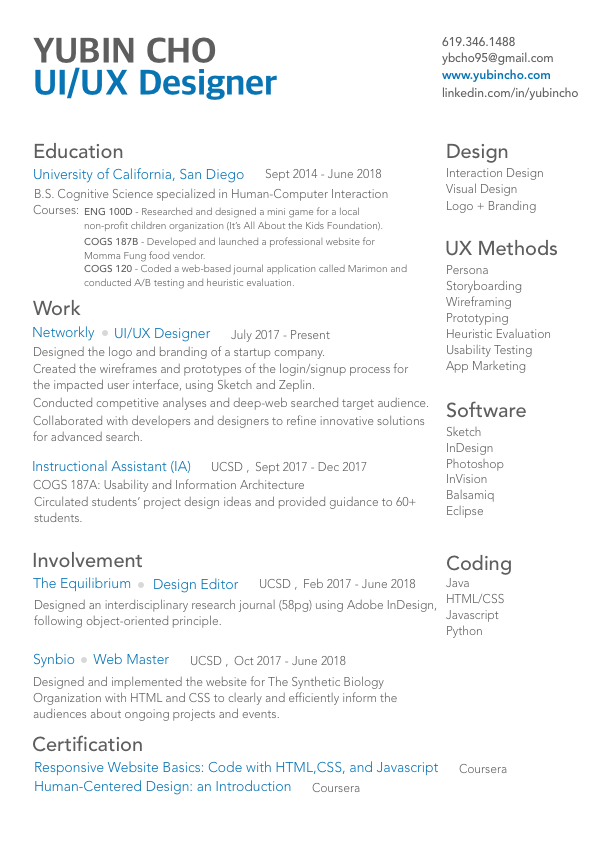 YUBIN CHO
UI/UX Designer
619.346.1488
ybcho95@gmail.com
www.yubincho.com
linkedin.com/in/yubincho
Education
University of California, San Diego Sept 2014 - June 2018
B.S. Cognitive Science specialized in Human-Computer Interaction
Courses: ENG 100D - Researched and designed a mini game for a local
non-profit children organization (It's All About the Kids Foundation).
COGS 187B - Developed and launched a professional website for
Momma Fung food vendor.
COGS 120 - Coded a web-based journal application called Marimon and
conducted A/B testing and heuristic evaluation.
Work
Networkly • UI/UX Designer July 2017 - Present
Designed the logo and branding of a startup company.
Created the wireframes and prototypes of the login/signup process for
the impacted user interface, using Sketch and Zeplin.
Conducted competitive analyses and deep-web searched target audience.
Collaborated with developers and designers to refine innovative solutions
for advanced search.
Instructional Assistant (IA) UCSD , Sept 2017 - Dec 2017
COGS 187A: Usability and Information Architecture
Circulated students' project design ideas and provided guidance to 60+
students.
Involvement
The Equilibrium • Design Editor UCSD , Feb 2017 - June 2018
Designed an interdisciplinary research journal (58pg) using Adobe InDesign,
following object-oriented principle.
Synbio • Web Master UCSD , Oct 2017 - June 2018
Designed and implemented the website for The Synthetic Biology
Organization with HTML and CSS to clearly and efficiently inform the
audiences about ongoing projects and events.
Certification
Responsive Website Basics: Code with HTML,CSS, and Javascript Coursera
Human-Centered Design: an Introduction Coursera
Design
Interaction Design
Visual Design
Logo + Branding
UX Methods
Persona
Storyboarding
Wireframing
Prototyping
Heuristic Evaluation
Usability Testing
App Marketing
Software
Sketch
InDesign
Photoshop
InVision
Balsamiq
Eclipse
Coding
Java
HTML/CSS
Javascript
Python